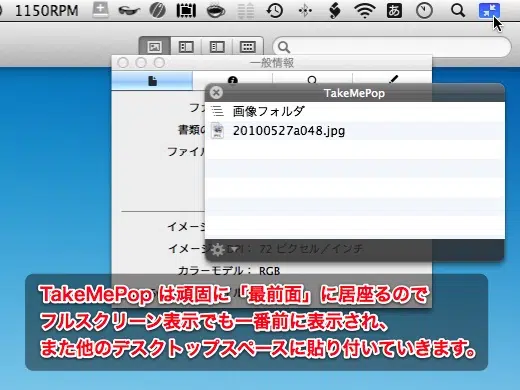 1150RPM
あ
一般情報
ファ
書類の
ファイル
TakeMePop
画像フォルダ
20100527a048.jpg
イメージ
イメージ DPI： 72 ピクセル／インチ
カラーモデル： RGB
TakeMePop は頑固に「最前面」に居座るので
フルスクリーン表示でも一番前に表示され、
また他のデスクトップスペースに貼り付いていきます。